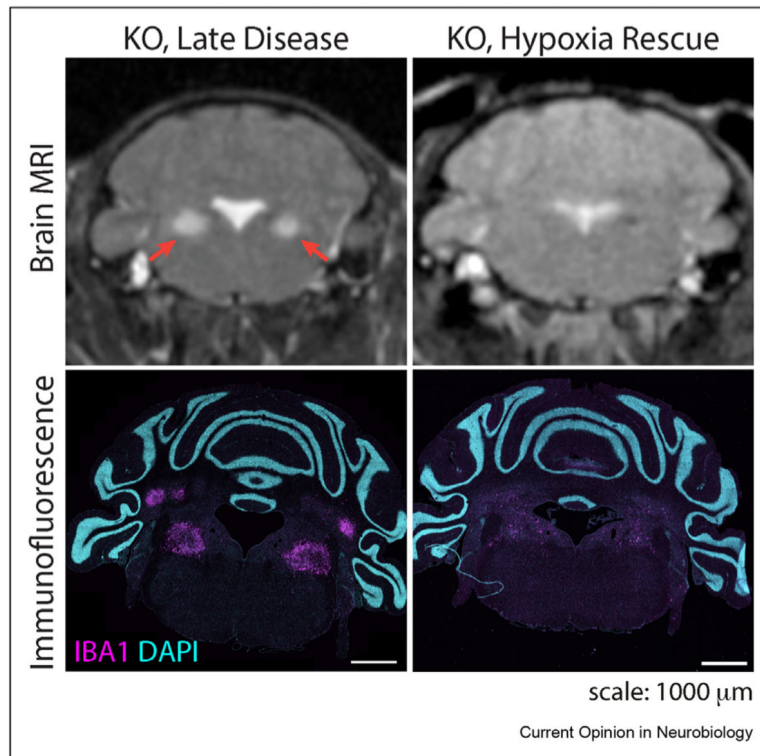 KO, Late Disease
KO, Hypoxia Rescue
Brain MRI
Immunofluorescence
IBA1 DAPI
scale: 1000 μm
Current Opinion in Neurobiology